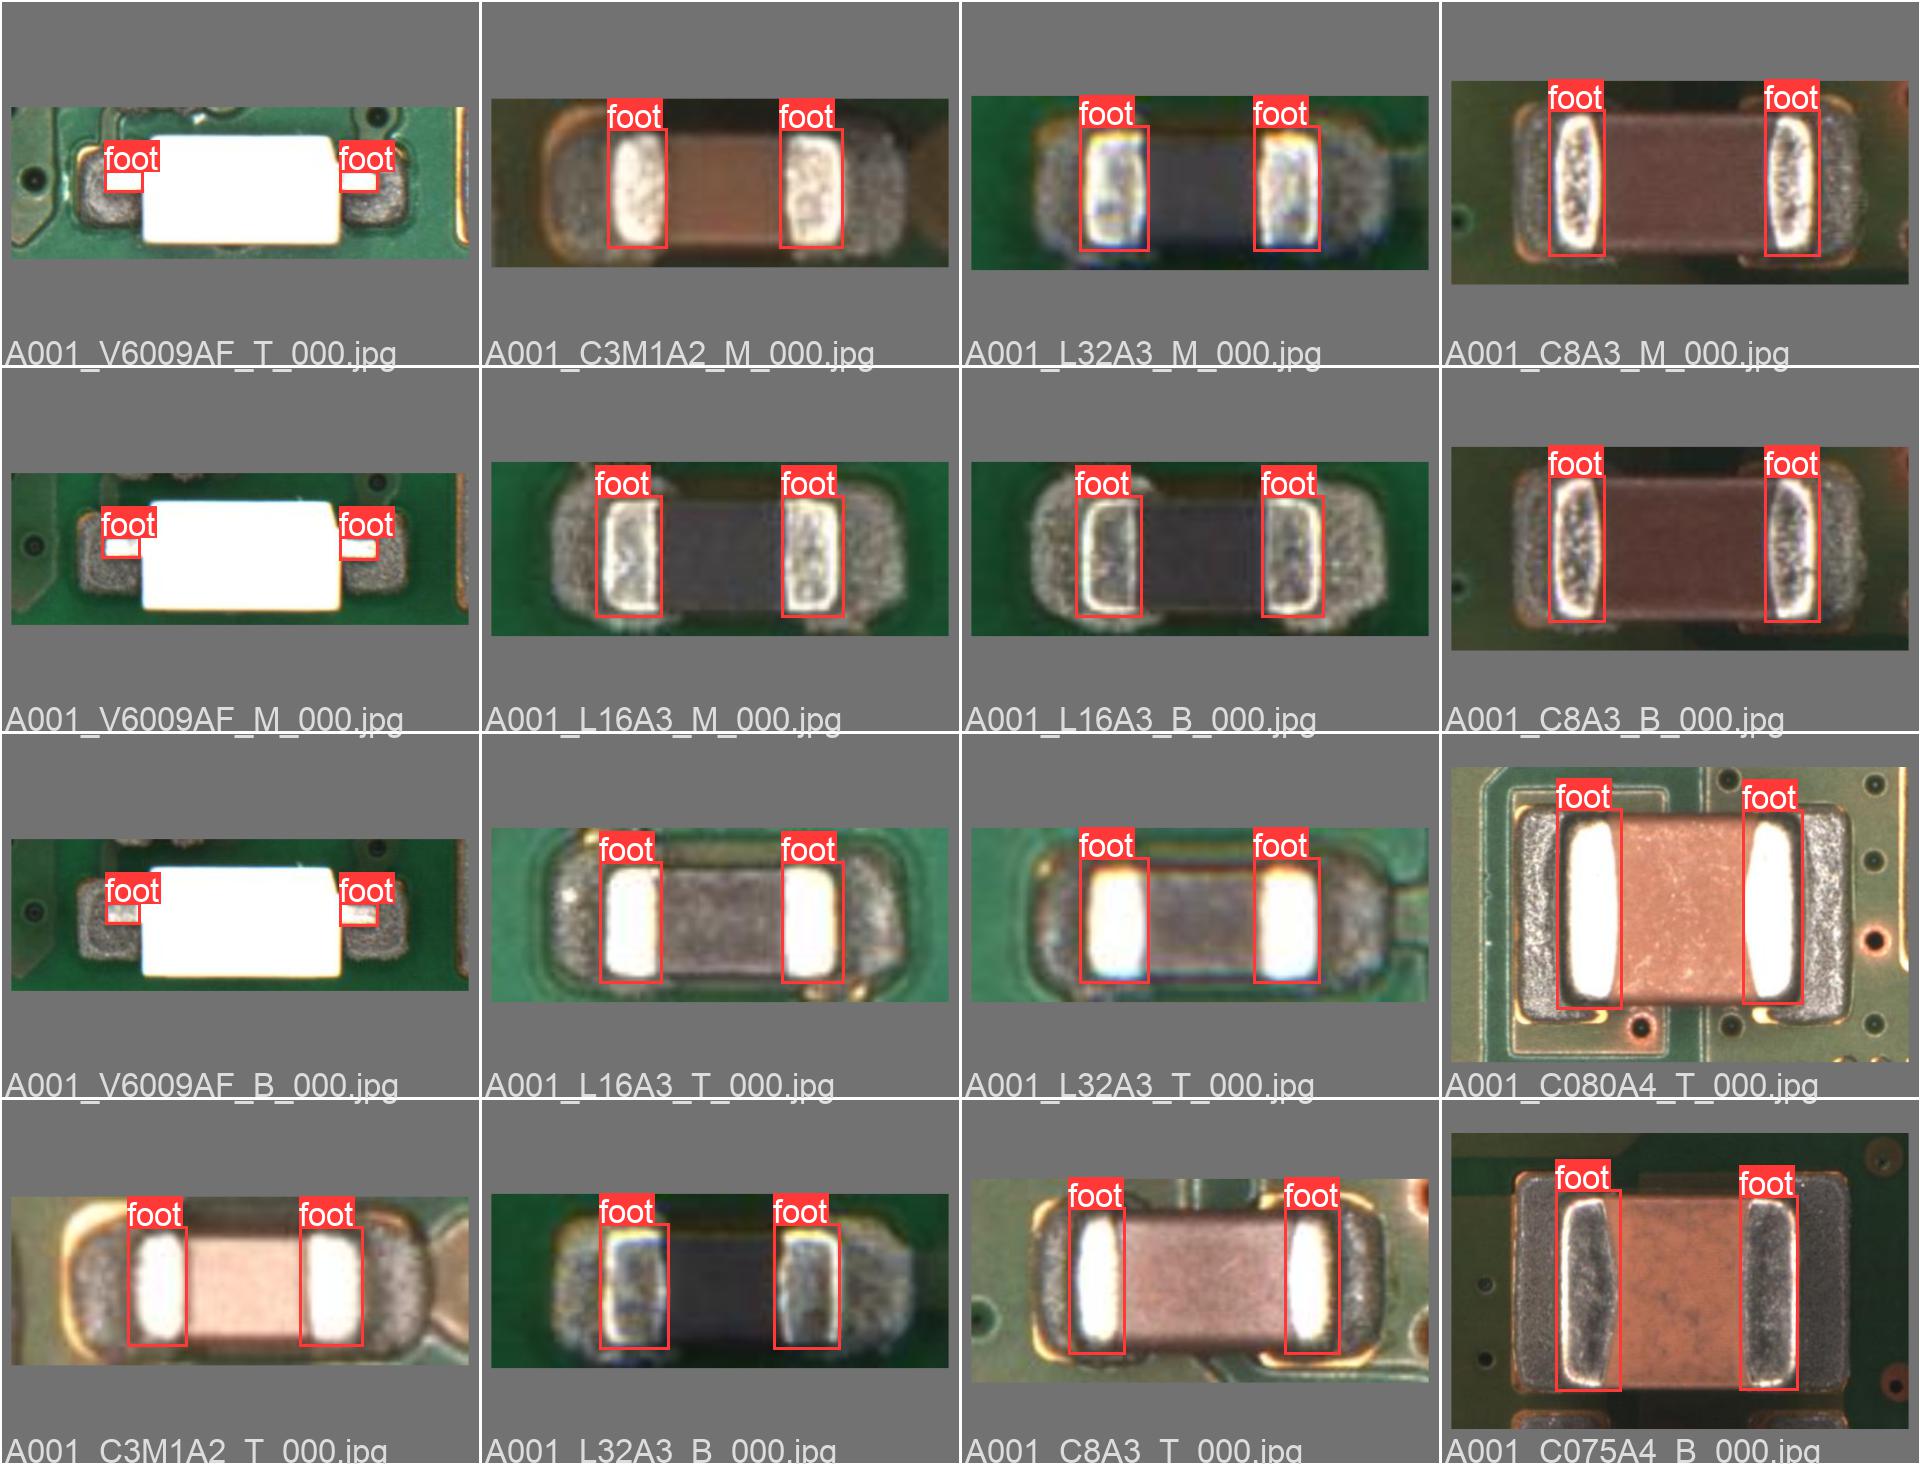 foot foot
A001_V6009AF_T_000.jpg
foot foot
A001_C3M1A2_M_000.jpg
foot foot
A001_L32A3_M_000.jpg
foot foot
A001_C8A3_M_000.jpg
foot foot
A001_V6009AF_M_000.jpg
foot foot
A001_L16A3_M_000.jpg
foot foot
A001_L16A3_B_000.jpg
foot foot
A001_C8A3_B_000.jpg
foot foot
A001_V6009AF_B_000.jpg
foot foot
A001_L16A3_T_000.jpg
foot foot
A001_L32A3_T_000.jpg
foot foot
A001_C080A4_T_000.jpg
foot foot
A001_C3M1A2_T_000.jpg
foot foot
A001_L32A3_B_000.jpg
foot foot
A001_C8A3_T_000.jpg
foot foot
A001_C075A4_B_000.jpg